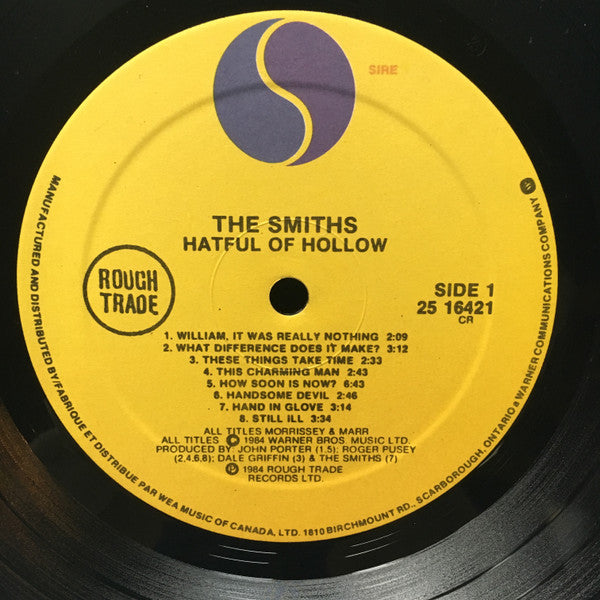 SIRE
THE SMITHS
HATFUL OF HOLLOW
ROUGH
TRADE
SIDE 1
25 16421
CR
1. WILLIAM, IT WAS REALLY NOTHING 2:09
2. WHAT DIFFERENCE DOES IT MAKE? 3:12
3. THESE THINGS TAKE TIME 2:33
4. THIS CHARMING MAN 2:43
5. HOW SOON IS NOW? 6:43
6. HANDSOME DEVIL 2:46
7. HAND IN GLOVE 3:14
8. STILL ILL 3:34
ALL TITLES MORRISSEY & MARR
ALL TITLES Ⓟ 1984 WARNER BROS. MUSIC LTD.
PRODUCED BY: JOHN PORTER (1,5); ROGER PUSEY
(2,4,6,8); DALE GRIFFIN (3) & THE SMITHS (7)
Ⓟ 1984 ROUGH TRADE
RECORDS LTD.
MANUFACTURED AND DISTRIBUTED BY/FABRIQUE ET DISTRIBUE PAR WEA MUSIC OF CANADA, LTD. 1810 BIRCHMOUNT RD., SCARBOROUGH, ONTARIO A WARNER COMMUNICATIONS COMPANY